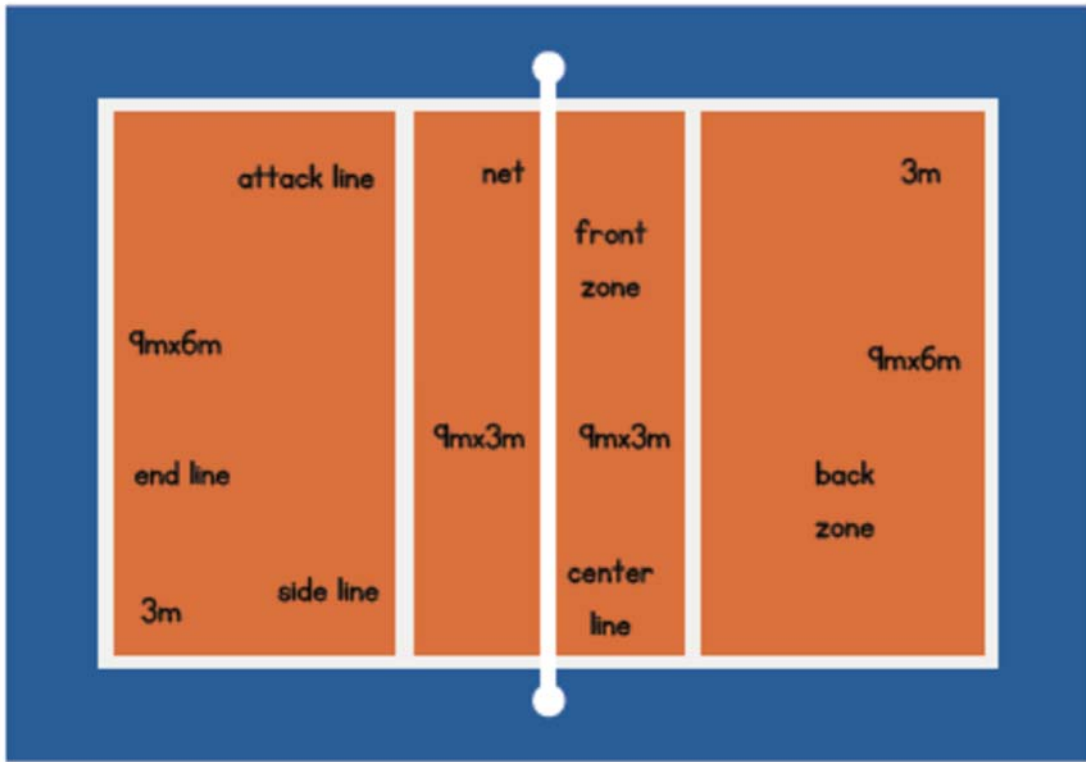 attack line
net
3m
front
zone
9mx6m
9mx6m
9mx3m
9mx3m
end line
back
zone
center
line
side line
3m